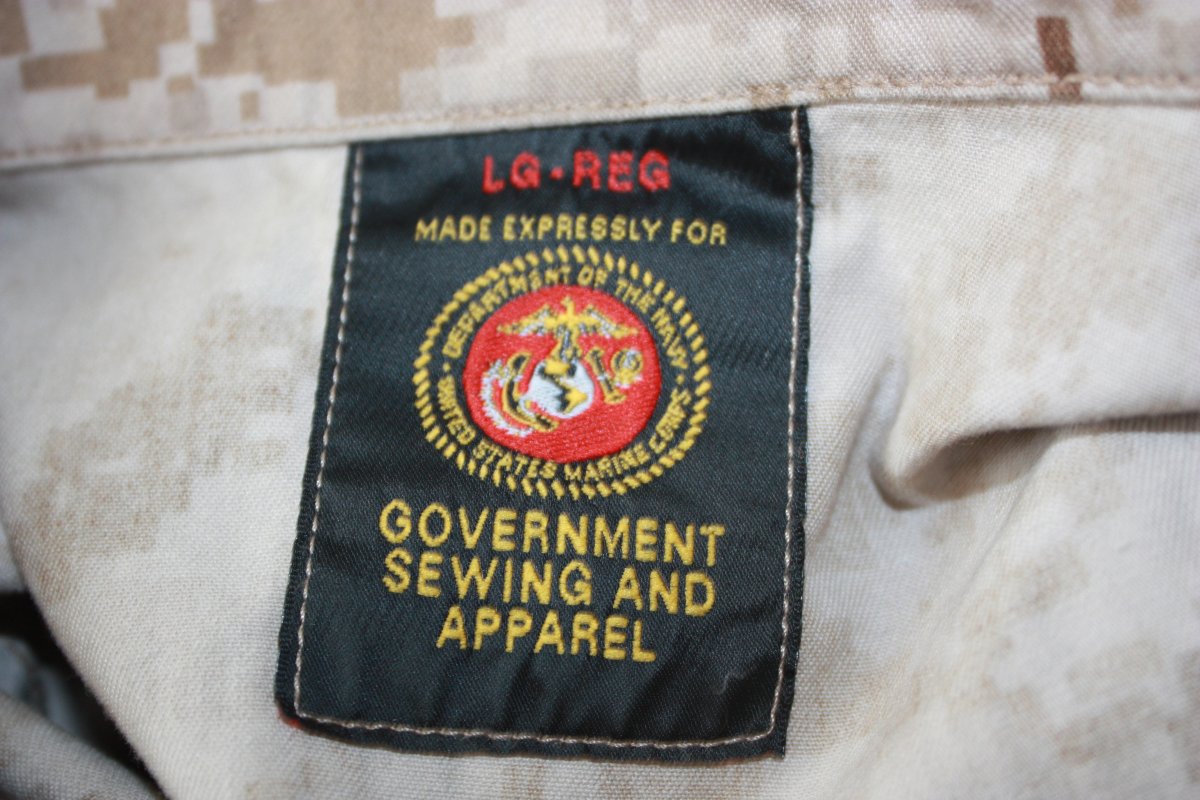 LG·REG
MADE EXPRESSLY FOR
DEPARTMENT OF THE NAVY
UNITED STATES MARINE CORPS
GOVERNMENT
SEWING AND
APPAREL